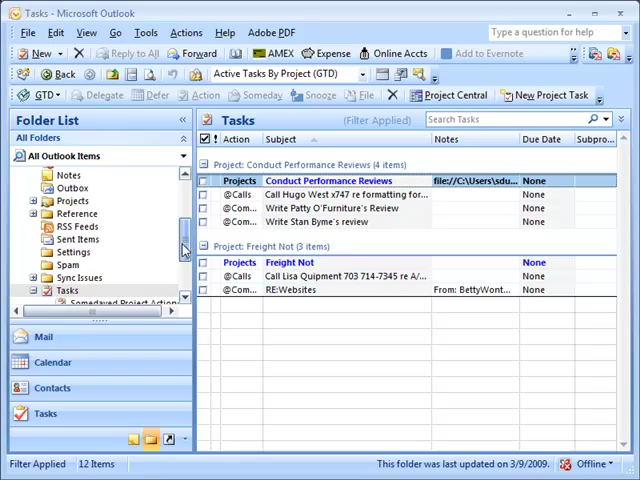 Tasks - Microsoft Outlook
File Edit View Go Tools Actions Help Adobe PDF Type a question for help
New Reply to All Forward AMEX Expense Online Accts Add to Evernote
Back Active Tasks By Project (GTD)
GTD Delegate Defer Action Someday Snooze File Project Central New Project Task
Folder List « Tasks (Filter Applied) Search Tasks
All Folders
! Action Subject Notes Due Date Subpro...
All Outlook Items
Project: Conduct Performance Reviews (4 items)
Notes
Projects Conduct Performance Reviews file://C:\Users\sdu... None
Outbox
@Calls Call Hugo West x747 re formatting for... None
Projects
@Com... Write Patty O'Furniture's Review None
Reference
@Com... Write Stan Byme's review None
RSS Feeds
Sent Items
Project: Freight Not (3 items)
Settings
Projects Freight Not None
Spam
@Calls Call Lisa Quipment 703 714-7345 re A/... None
Sync Issues
@Com... RE:Websites From: BettyWont... None
Tasks
Somedayed Project Action
Mail
Calendar
Contacts
Tasks
Filter Applied 12 Items This folder was last updated on 3/9/2009. Offline